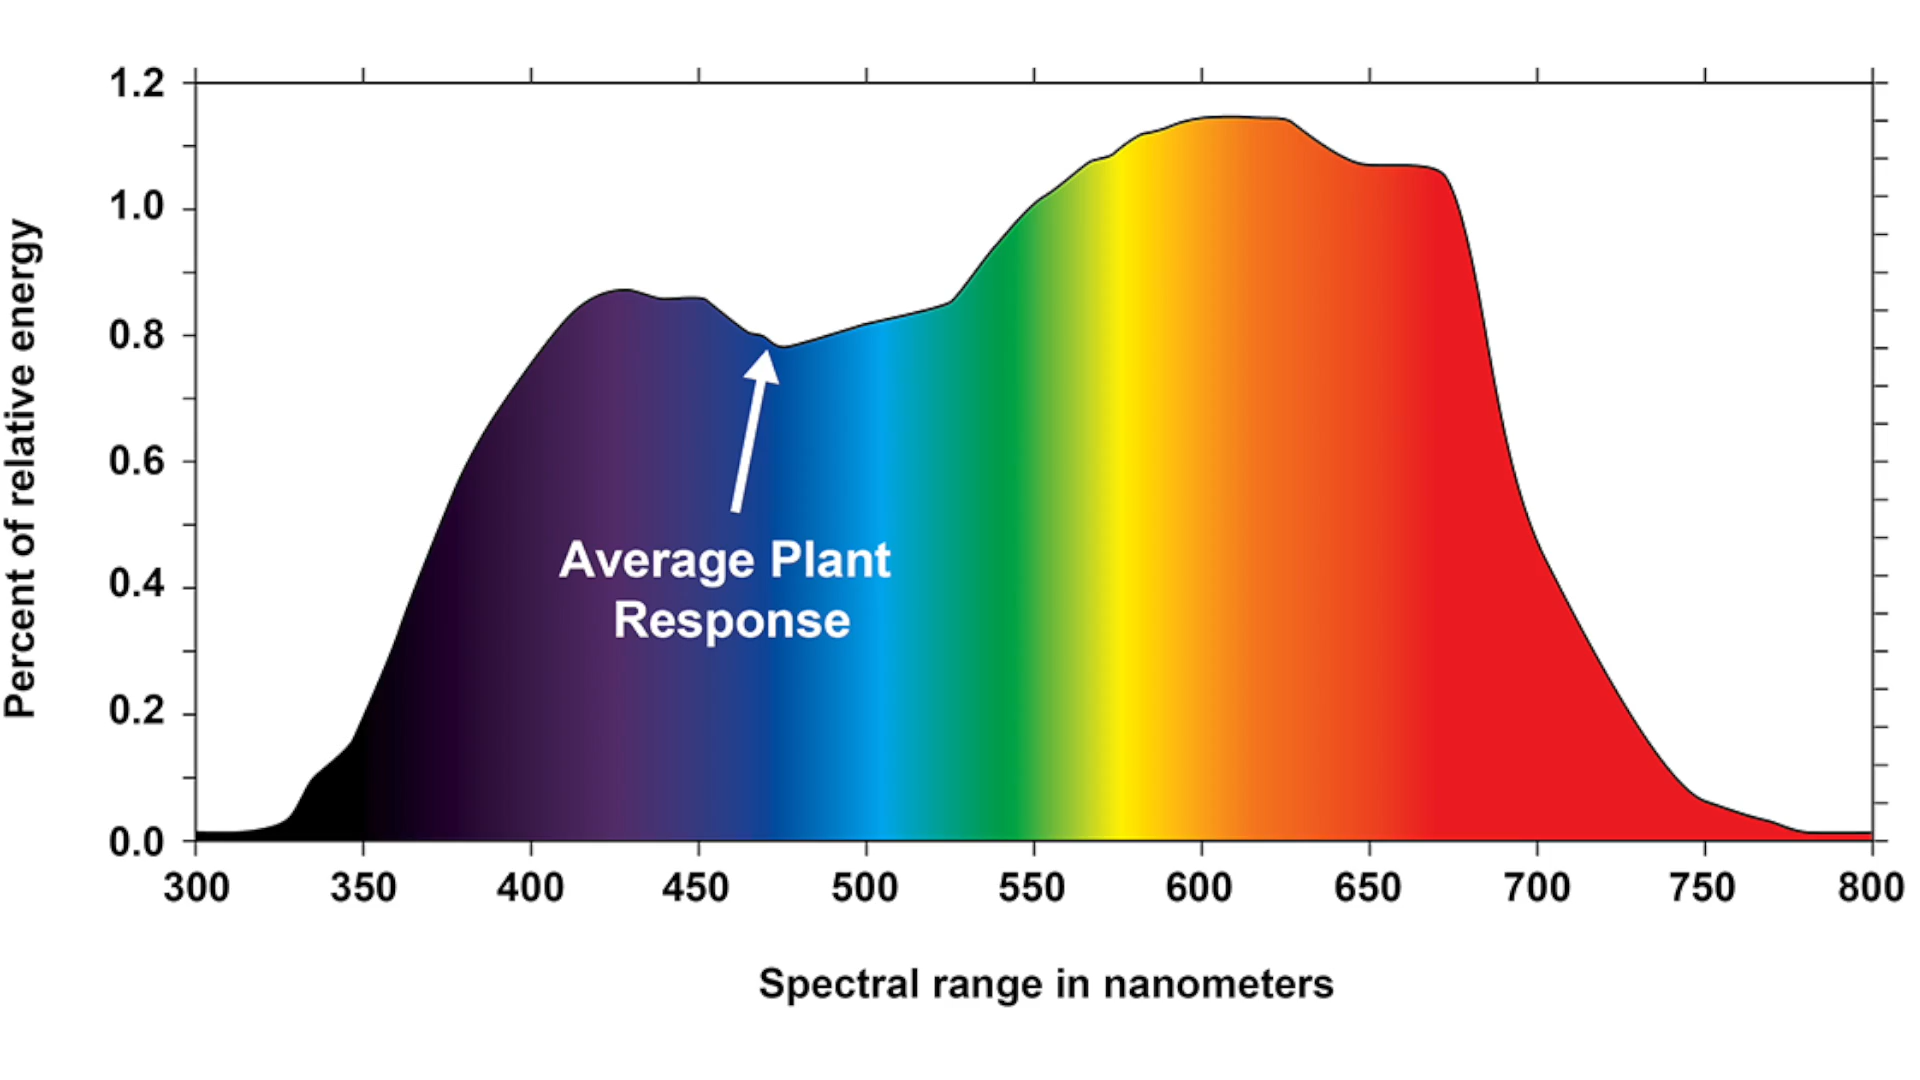 1.2
1.0
0.8
0.6
0.4
0.2
0.0
Percent of relative energy
Average Plant
Response
300 350 400 450 500 550 600 650 700 750 800
Spectral range in nanometers